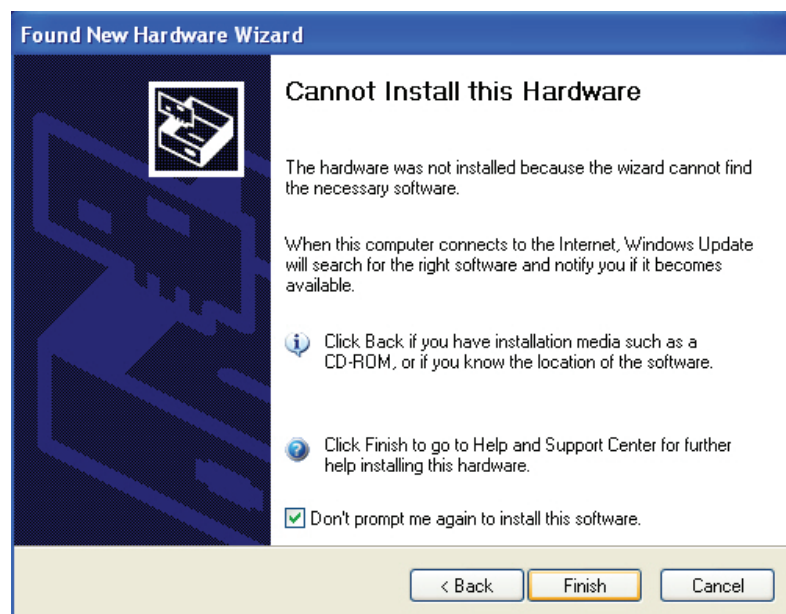 Found New Hardware Wizard
Cannot Install this Hardware
The hardware was not installed because the wizard cannot find
the necessary software.
When this computer connects to the Internet, Windows Update
will search for the right software and notify you if it becomes
available.
Click Back if you have installation media such as a
CD-ROM, or if you know the location of the software.
Click Finish to go to Help and Support Center for further
help installing this hardware.
Don't prompt me again to install this software.
< Back Finish Cancel